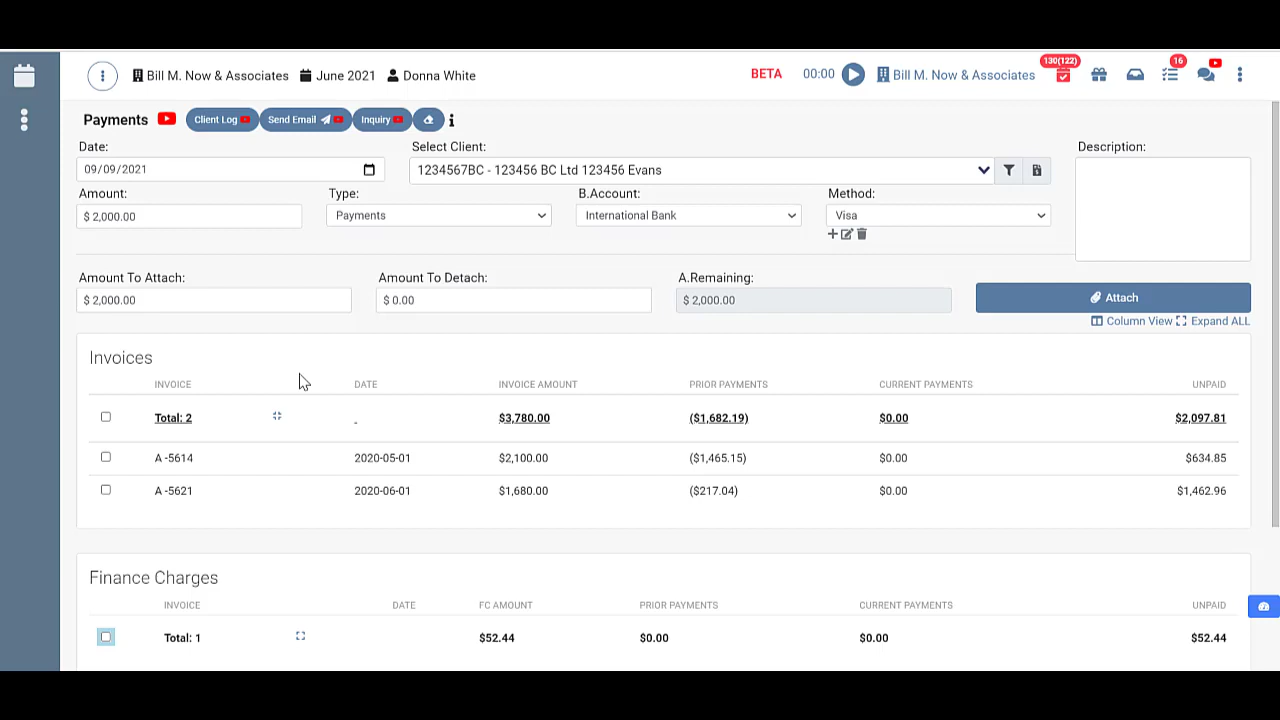 Bill M. Now & Associates June 2021 Donna White BETA 00:00 Bill M. Now & Associates 130(122) 16
Payments Client Log Send Email Inquiry
Date: Select Client: Description:
09/09/2021 1234567BC - 123456 BC Ltd 123456 Evans
Amount: Type: B.Account: Method:
$ 2,000.00 Payments International Bank Visa
Amount To Attach: Amount To Detach: A.Remaining:
$ 2,000.00 $ 0.00 $ 2,000.00 Attach
Column View Expand ALL
Invoices
INVOICE DATE INVOICE AMOUNT PRIOR PAYMENTS CURRENT PAYMENTS UNPAID
Total: 2 - $3,780.00 ($1,682.19) $0.00 $2,097.81
A -5614 2020-05-01 $2,100.00 ($1,465.15) $0.00 $634.85
A -5621 2020-06-01 $1,680.00 ($217.04) $0.00 $1,462.96
Finance Charges
INVOICE DATE FC AMOUNT PRIOR PAYMENTS CURRENT PAYMENTS UNPAID
Total: 1 $52.44 $0.00 $0.00 $52.44